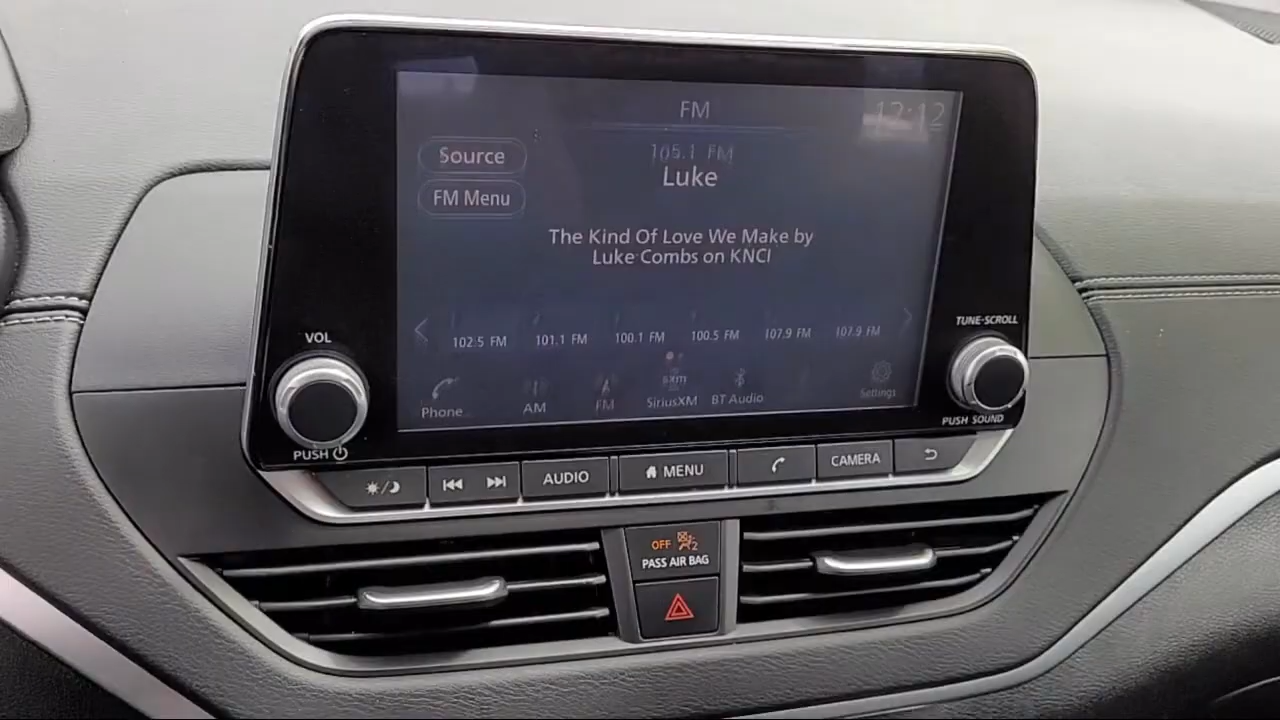 FM
12:12
105.1 FM
Source
Luke
FM Menu
The Kind Of Love We Make by
Luke Combs on KNCI
102.5 FM 101.1 FM 100.1 FM 100.5 FM 107.9 FM 107.9 FM
Phone AM FM SiriusXM BT Audio Settings
sxm
VOL
PUSH
TUNE·SCROLL
PUSH SOUND
AUDIO
MENU
CAMERA
OFF 2
PASS AIR BAG